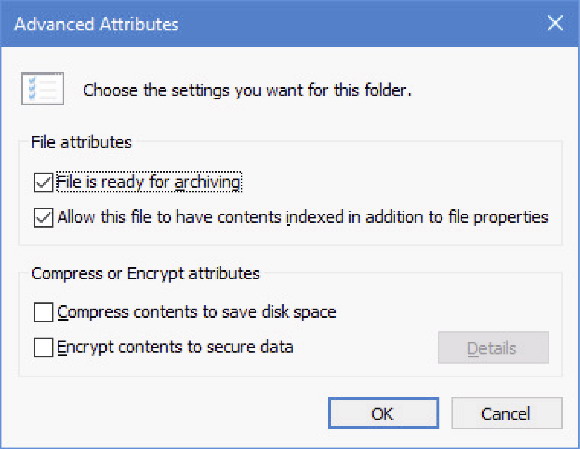 Advanced Attributes
Choose the settings you want for this folder.
File attributes
File is ready for archiving
Allow this file to have contents indexed in addition to file properties
Compress or Encrypt attributes
Compress contents to save disk space
Encrypt contents to secure data
Details
OK
Cancel